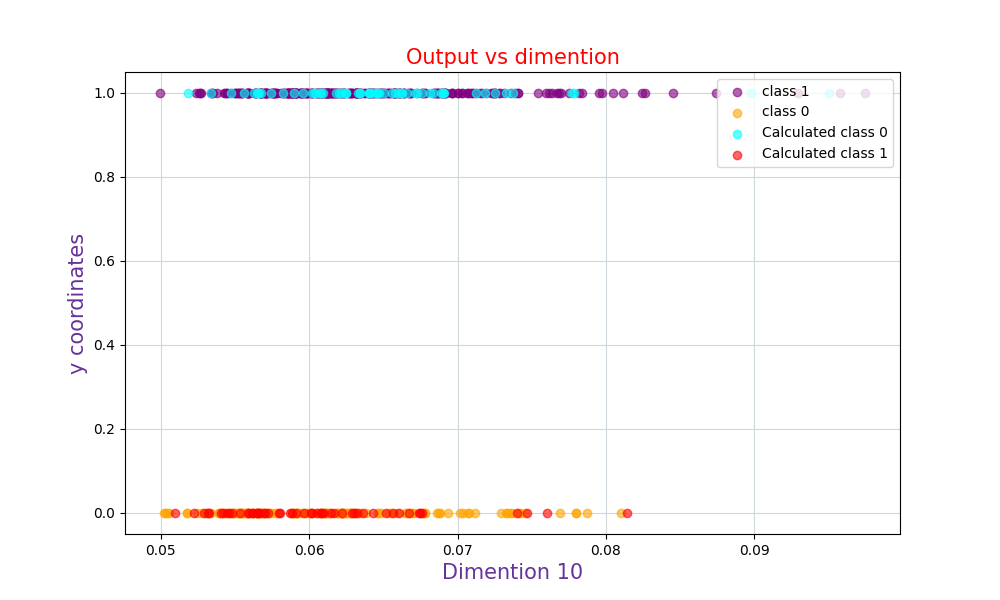 Output vs dimention
class 1
class 0
Calculated class 0
Calculated class 1
y coordinates
1.0
0.8
0.6
0.4
0.2
0.0
0.05 0.06 0.07 0.08 0.09
Dimention 10